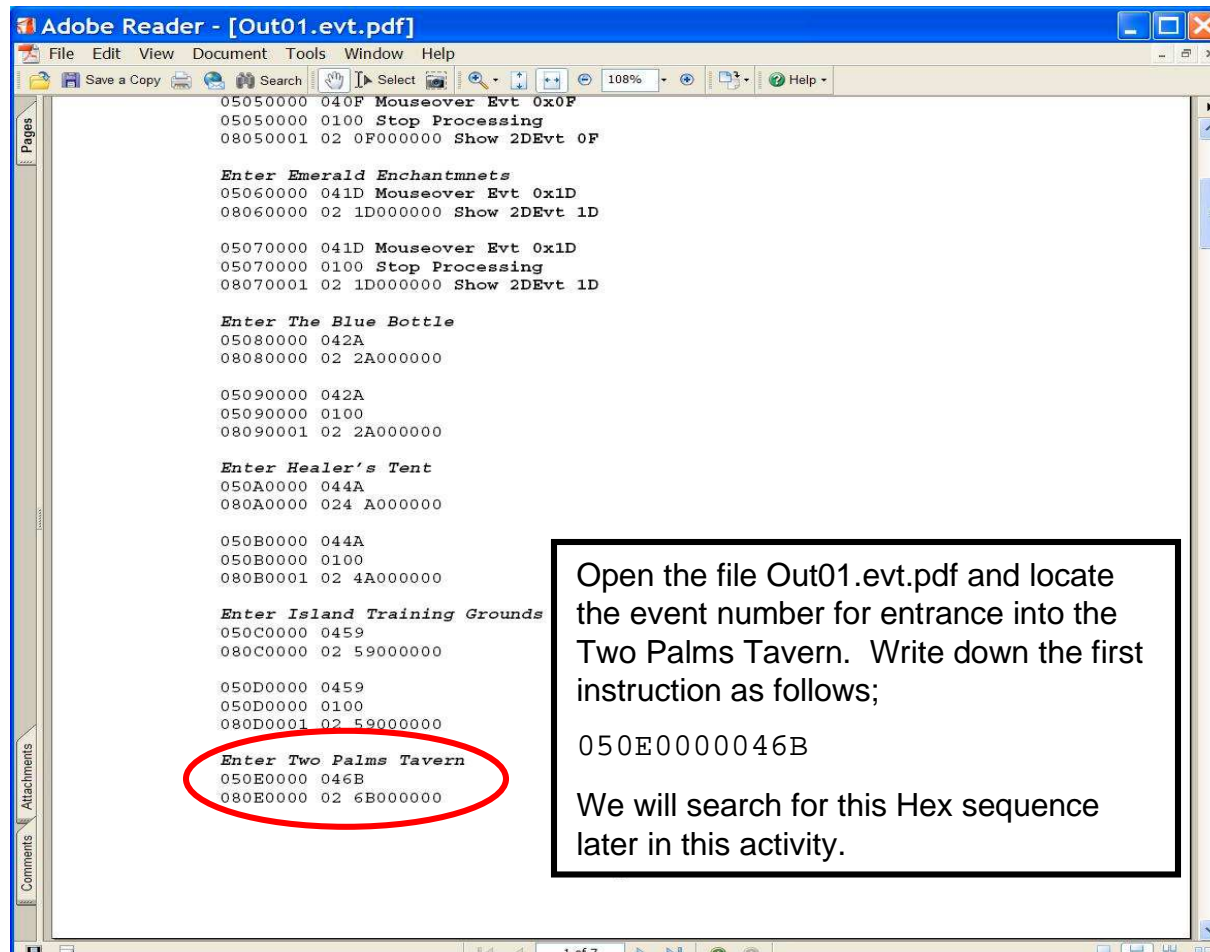 Adobe Reader - [Out01.evt.pdf]
File Edit View Document Tools Window Help
Save a Copy Search Select 108% Help
Pages
05050000 040F Mouseover Evt 0x0F
05050000 0100 Stop Processing
08050001 02 0F000000 Show 2DEvt 0F
Enter Emerald Enchantmnets
05060000 041D Mouseover Evt 0x1D
08060000 02 1D000000 Show 2DEvt 1D
05070000 041D Mouseover Evt 0x1D
05070000 0100 Stop Processing
08070001 02 1D000000 Show 2DEvt 1D
Enter The Blue Bottle
05080000 042A
08080000 02 2A000000
05090000 042A
05090000 0100
08090001 02 2A000000
Enter Healer's Tent
050A0000 044A
080A0000 024 A000000
050B0000 044A
050B0000 0100
080B0001 02 4A000000
Enter Island Training Grounds
050C0000 0459
080C0000 02 59000000
050D0000 0459
050D0000 0100
080D0001 02 59000000
Enter Two Palms Tavern
050E0000 046B
080E0000 02 6B000000
Attachments
Comments
Open the file Out01.evt.pdf and locate
the event number for entrance into the
Two Palms Tavern. Write down the first
instruction as follows;
050E0000046B
We will search for this Hex sequence
later in this activity.
1 of 7